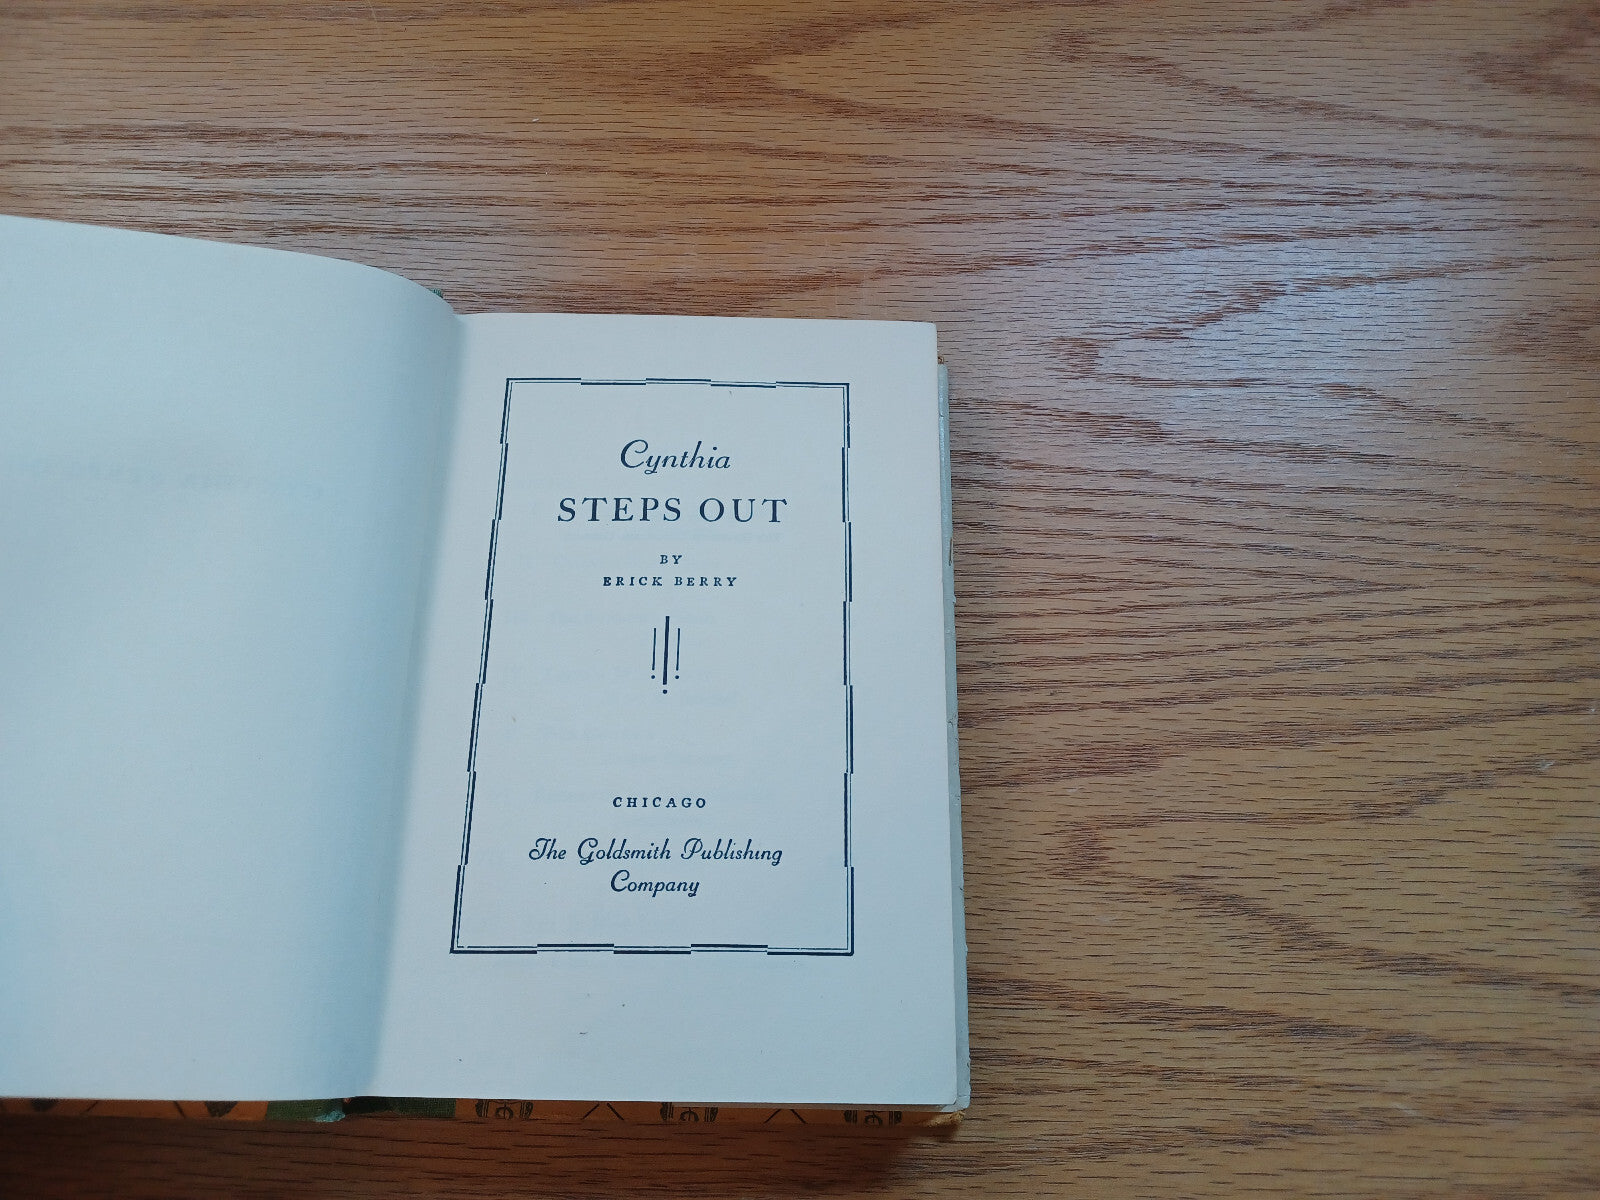 Cynthia
STEPS OUT
BY
ERICK BERRY
CHICAGO
The Goldsmith Publishing
Company